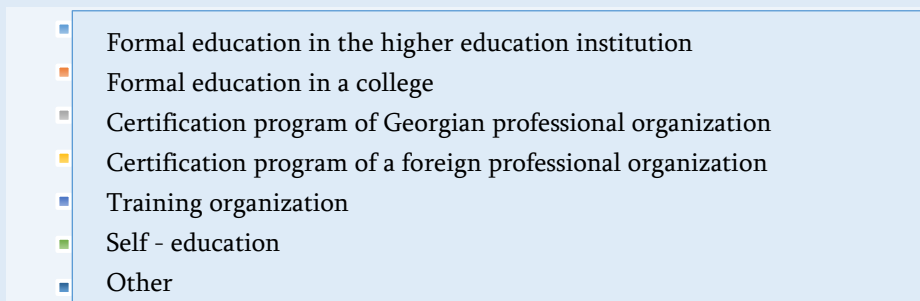 Formal education in the higher education institution
Formal education in a college
Certification program of Georgian professional organization
Certification program of a foreign professional organization
Training organization
Self - education
Other